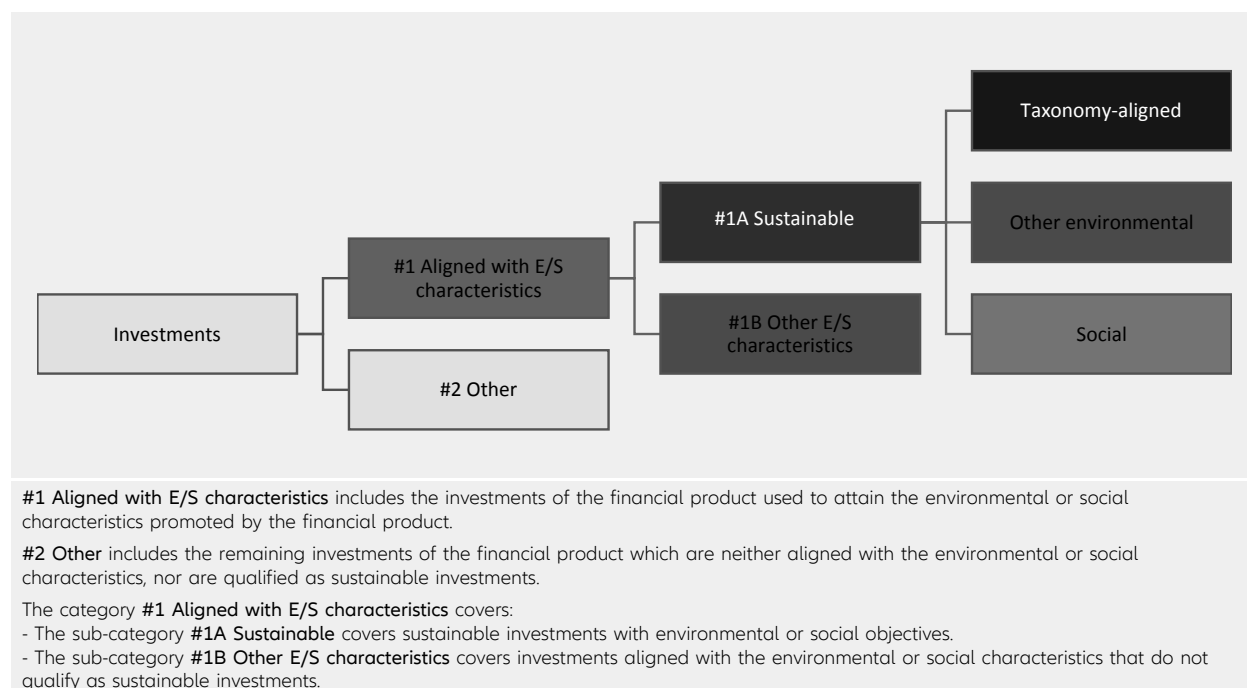 Taxonomy-aligned
#1A Sustainable
Other environmental
#1 Aligned with E/S
characteristics
Investments
#1B Other E/S
characteristics
Social
#2 Other
#1 Aligned with E/S characteristics includes the investments of the financial product used to attain the environmental or social
characteristics promoted by the financial product.
#2 Other includes the remaining investments of the financial product which are neither aligned with the environmental or social
characteristics, nor are qualified as sustainable investments.
The category #1 Aligned with E/S characteristics covers:
- The sub-category #1A Sustainable covers sustainable investments with environmental or social objectives.
- The sub-category #1B Other E/S characteristics covers investments aligned with the environmental or social characteristics that do not
qualify as sustainable investments.